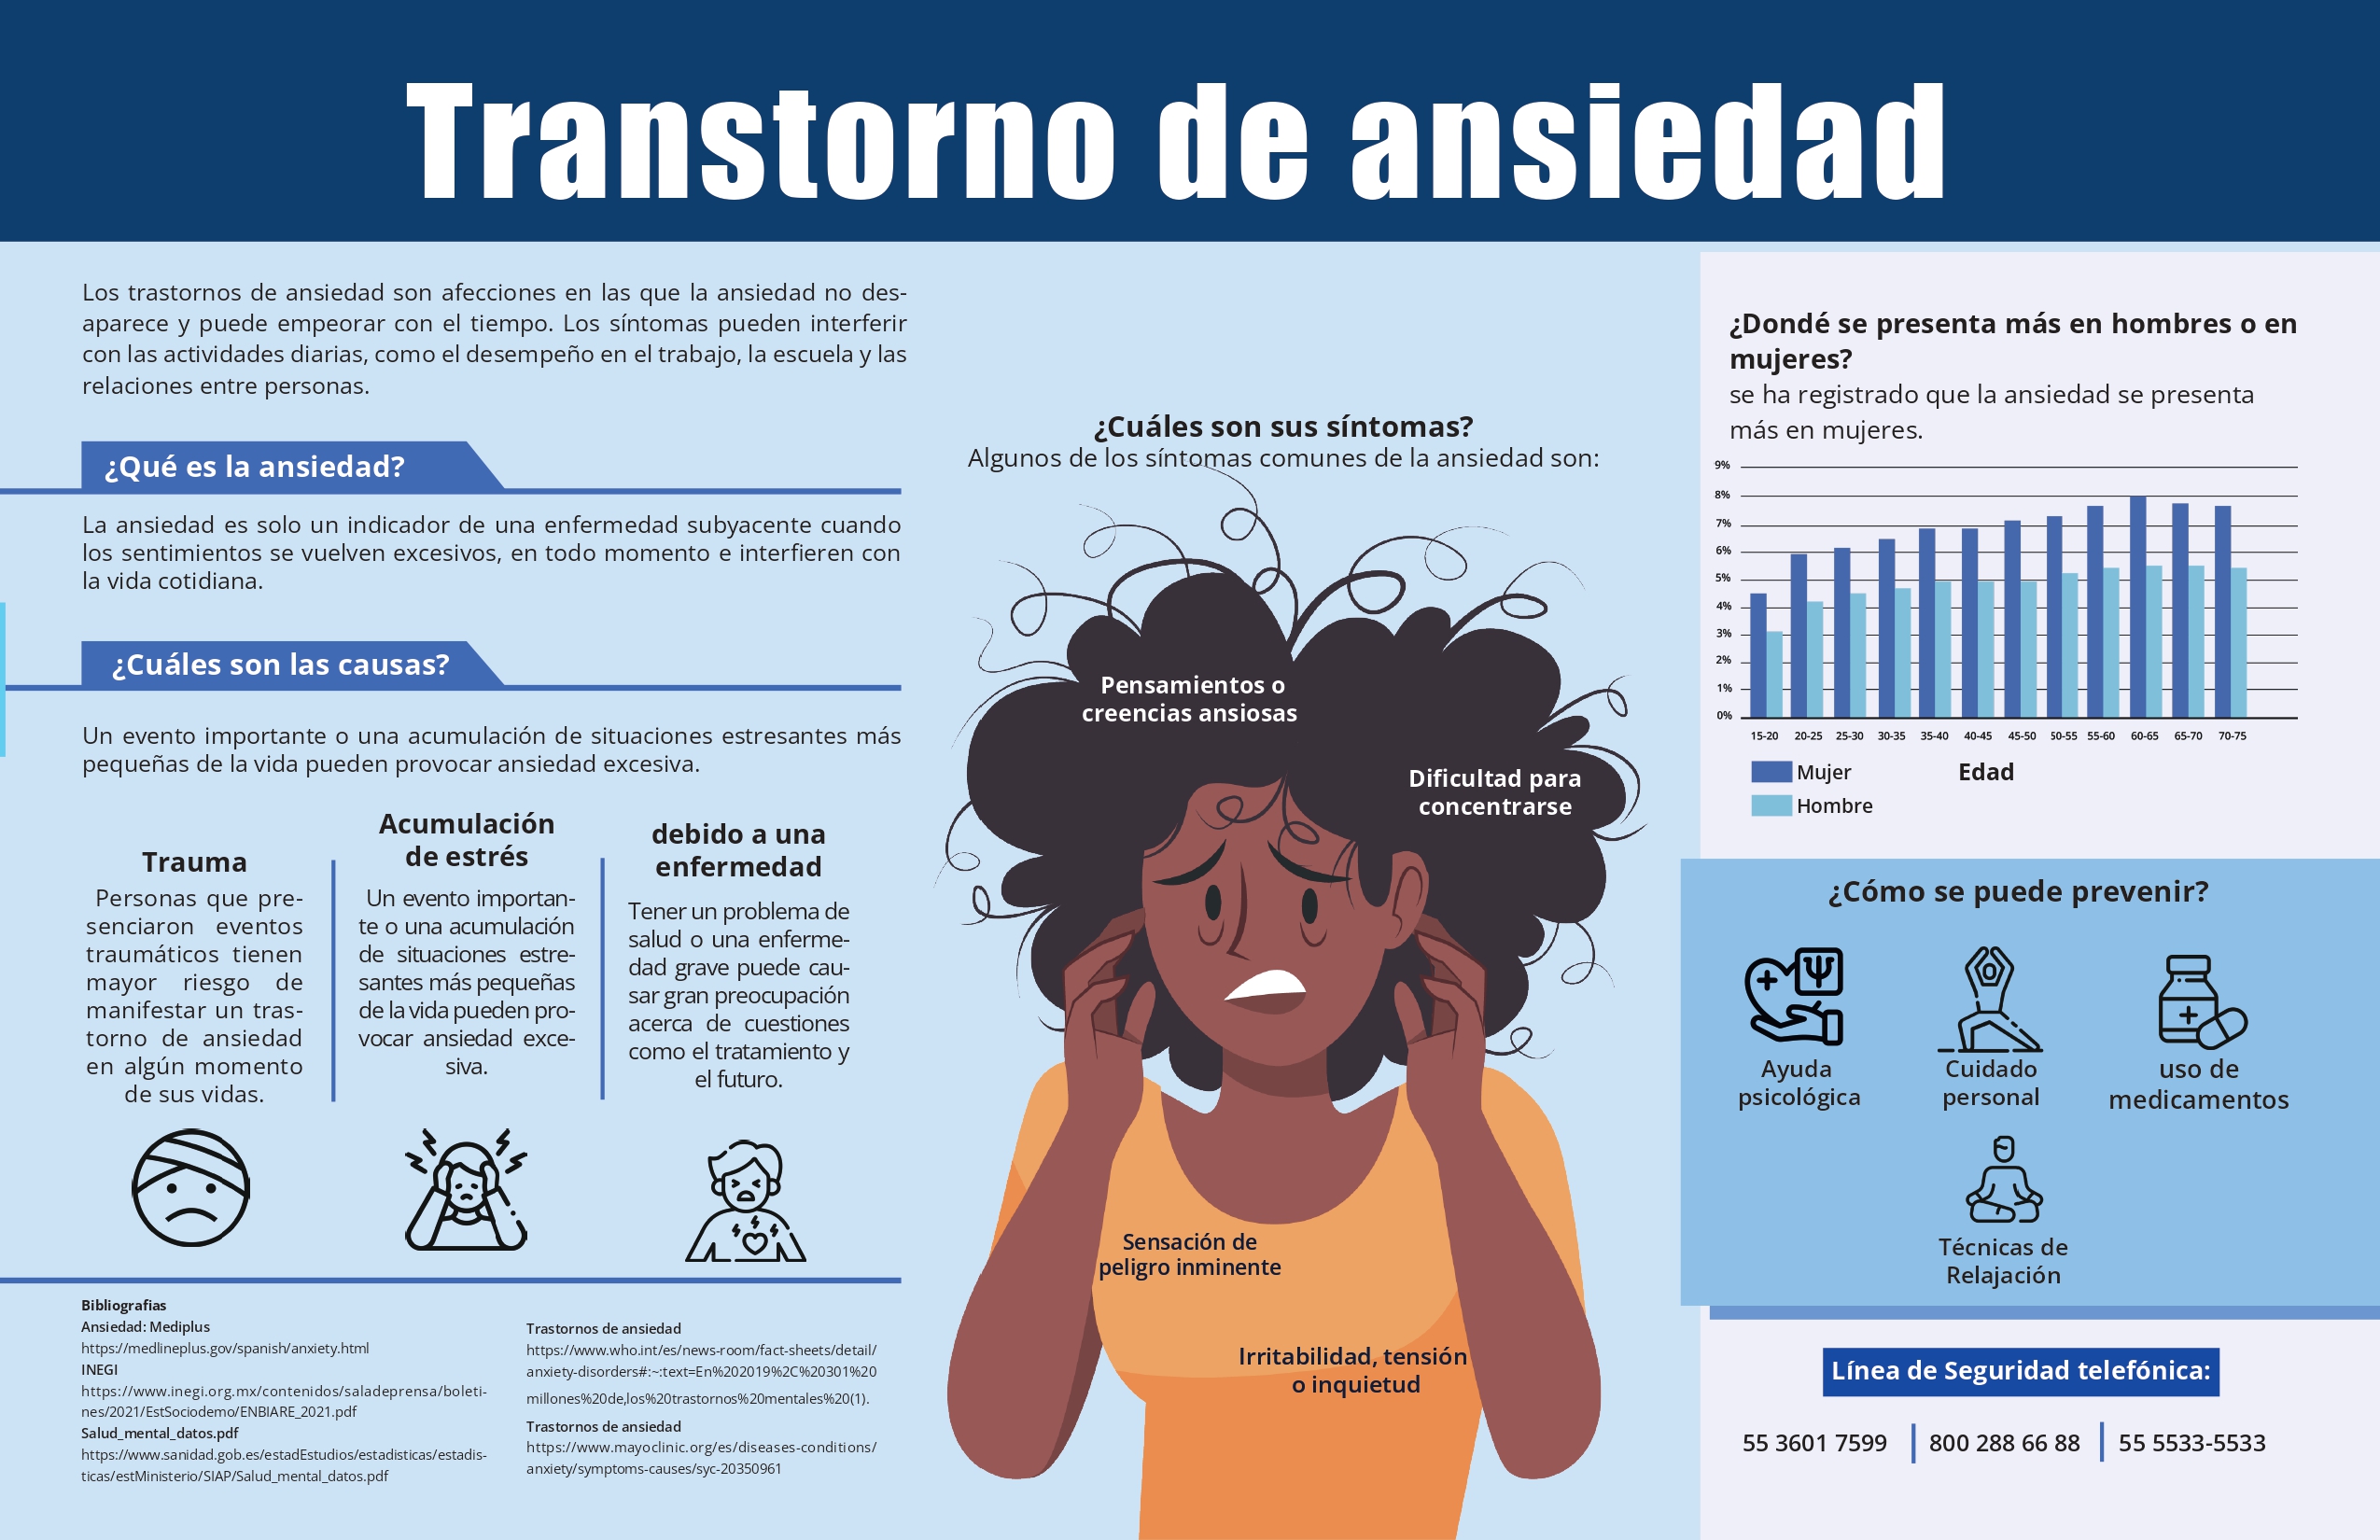 Transtorno de ansiedad
Los trastornos de ansiedad son afecciones en las que la ansiedad no des-
aparece y puede empeorar con el tiempo. Los síntomas pueden interferir
con las actividades diarias, como el desempeño en el trabajo, la escuela y las
relaciones entre personas.
¿Qué es la ansiedad?
La ansiedad es solo un indicador de una enfermedad subyacente cuando
los sentimientos se vuelven excesivos, en todo momento e interfieren con
la vida cotidiana.
¿Cuáles son las causas?
Un evento importante o una acumulación de situaciones estresantes más
pequeñas de la vida pueden provocar ansiedad excesiva.
Trauma
Personas que pre-
senciaron eventos
traumáticos tienen
mayor riesgo de
manifestar un tras-
torno de ansiedad
en algún momento
de sus vidas.
Acumulación
de estrés
Un evento importan-
te o una acumulación
de situaciones estre-
santes más pequeñas
de la vida pueden pro-
vocar ansiedad exce-
siva.
debido a una
enfermedad
Tener un problema de
salud o una enferme-
dad grave puede cau-
sar gran preocupación
acerca de cuestiones
como el tratamiento y
el futuro.
Bibliografias
Ansiedad: Mediplus
https://medlineplus.gov/spanish/anxiety.html
INEGI
https://www.inegi.org.mx/contenidos/saladeprensa/boleti-
nes/2021/EstSociodemo/ENBIARE_2021.pdf
Salud_mental_datos.pdf
https://www.sanidad.gob.es/estadEstudios/estadisticas/estadis-
ticas/estMinisterio/SIAP/Salud_mental_datos.pdf
Trastornos de ansiedad
https://www.who.int/es/news-room/fact-sheets/detail/
anxiety-disorders#:~:text=En%202019%2C%20301%20
millones%20de,los%20trastornos%20mentales%20(1).
Trastornos de ansiedad
https://www.mayoclinic.org/es/diseases-conditions/
anxiety/symptoms-causes/syc-20350961
¿Cuáles son sus síntomas?
Algunos de los síntomas comunes de la ansiedad son:
Pensamientos o
creencias ansiosas
Dificultad para
concentrarse
Sensación de
peligro inminente
Irritabilidad, tensión
o inquietud
¿Dondé se presenta más en hombres o en
mujeres?
se ha registrado que la ansiedad se presenta
más en mujeres.
9%
8%
7%
6%
5%
4%
3%
2%
1%
0%
15-20 20-25 25-30 30-35 35-40 40-45 45-50 50-55 55-60 60-65 65-70 70-75
Mujer
Edad
Hombre
¿Cómo se puede prevenir?
Ayuda
psicológica
Cuidado
personal
uso de
medicamentos
Técnicas de
Relajación
Línea de Seguridad telefónica:
55 3601 7599
800 288 66 88
55 5533-5533